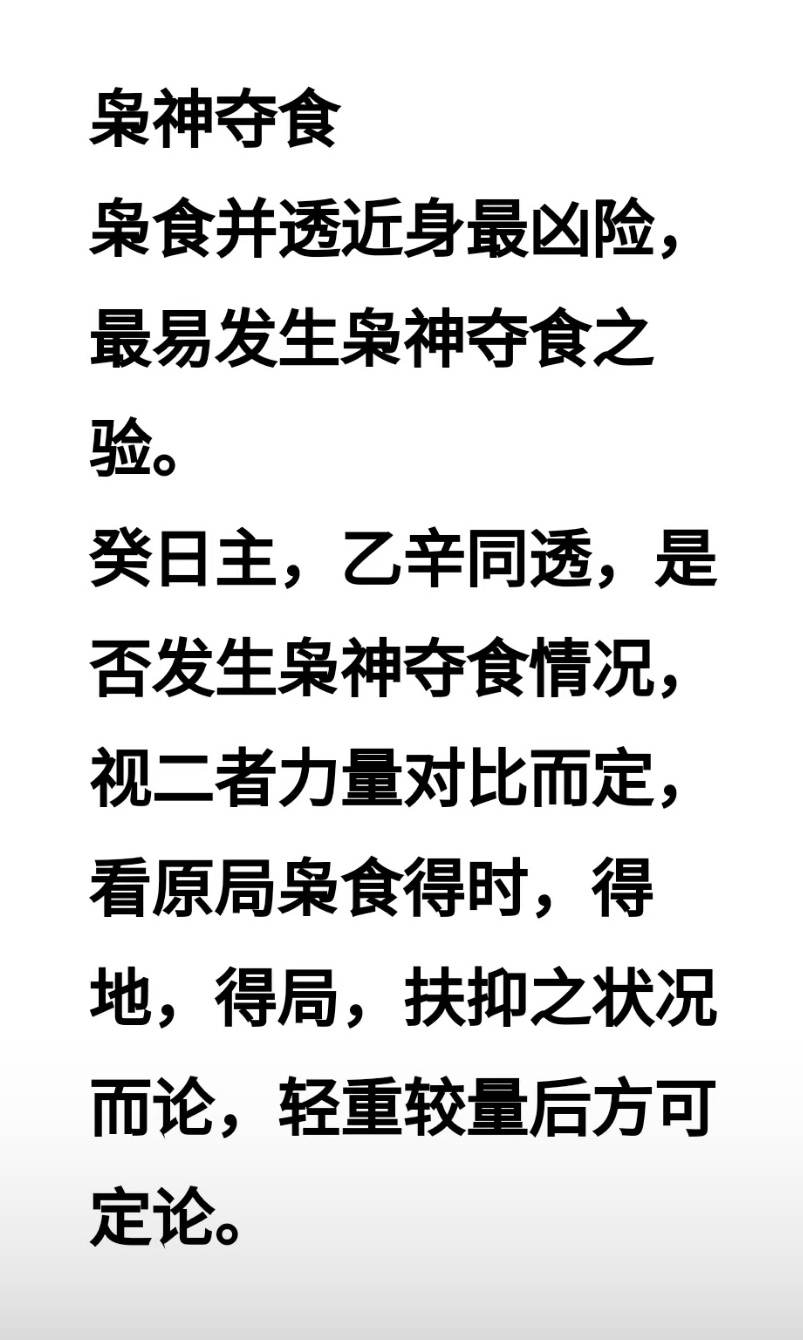 枭神夺食
枭食并透近身最凶险，
最易发生枭神夺食之
验。
癸日主，乙辛同透，是
否发生枭神夺食情况，
视二者力量对比而定，
看原局枭食得时，得
地，得局，扶抑之状况
而论，轻重较量后方可
定论。